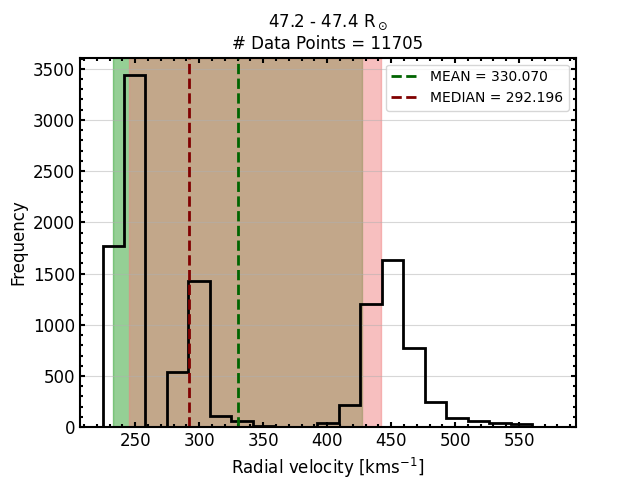 47.2 - 47.4 R⊙
# Data Points = 11705
MEAN = 330.070
MEDIAN = 292.196
Frequency
3500
3000
2500
2000
1500
1000
500
0
250 300 350 400 450 500 550
Radial velocity [kms⁻¹]